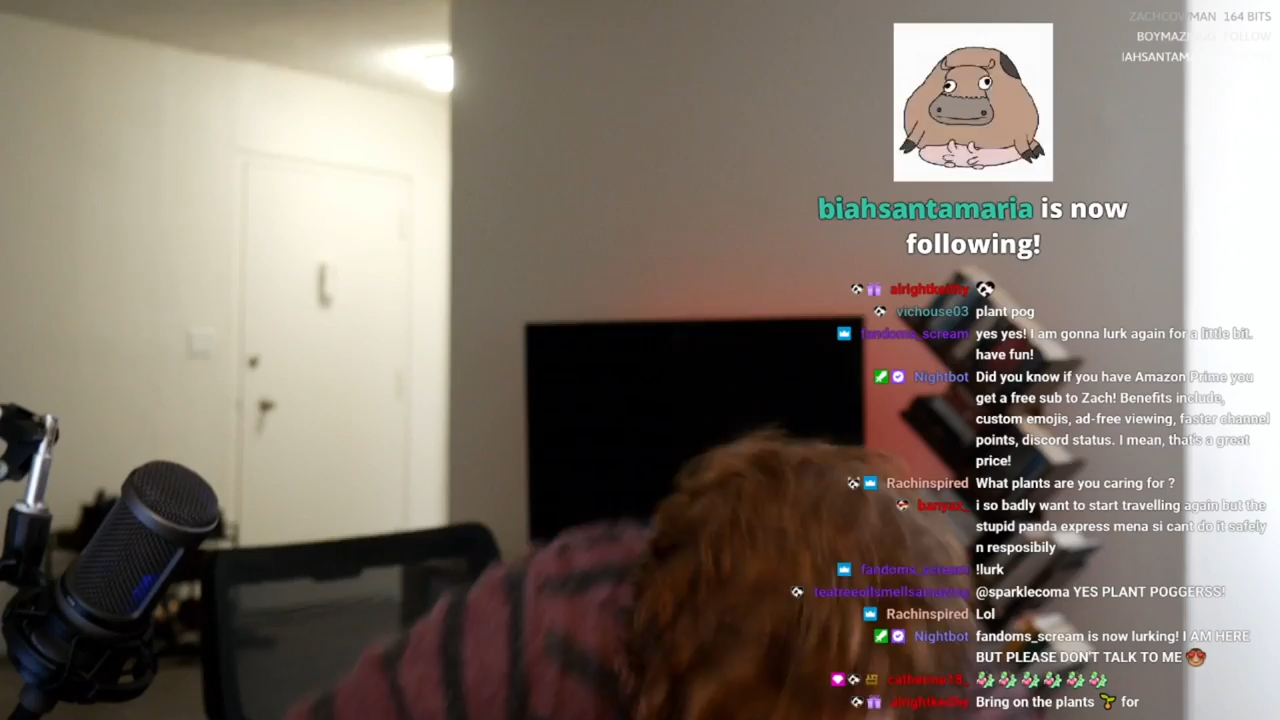 164 BITS
biahsantamaria is now
following!
vichouse03 plant pog
fandoms_scream yes yes! I am gonna lurk again for a little bit.
have fun!
Nightbot Did you know if you have Amazon Prime you
get a free sub to Zach! Benefits include,
custom emojis, ad-free viewing, faster channel
points, discord status. I mean, that's a great
price!
Rachinspired What plants are you caring for ?
banyax_ i so badly want to start travelling again but the
stupid panda express mena si cant do it safely
n resposibily
fandoms_scream !lurk
teatreeoilsmellsamazing @sparklecoma YES PLANT POGGERSS!
Rachinspired Lol
Nightbot fandoms_scream is now lurking! I AM HERE
BUT PLEASE DON'T TALK TO ME
Bring on the plants for